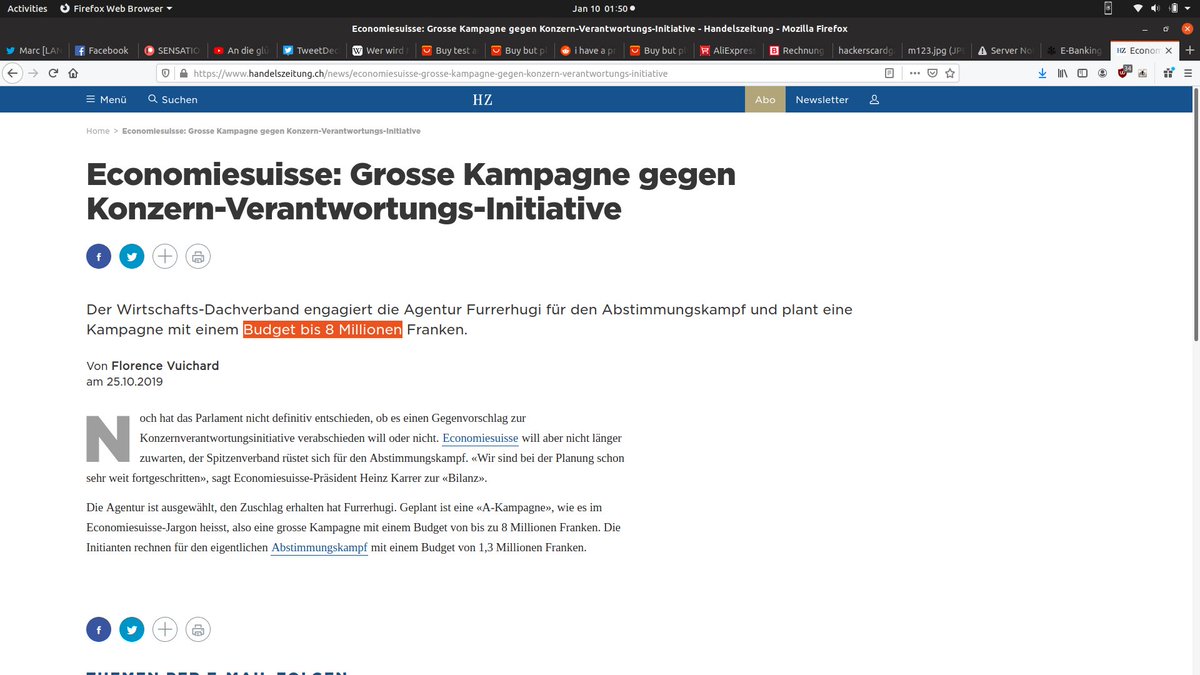 Activities Firefox Web Browser Jan 10 01:50
Economiesuisse: Grosse Kampagne gegen Konzern-Verantwortungs-Initiative - Handelszeitung - Mozilla Firefox
Marc [LAN Facebook SENSATIO An die glü TweetDec Wer wird Buy test a Buy but pl i have a pr Buy but pl AliExpress Rechnung hackerscardg m123.jpg (JPE Server No E-Banking HZ Econom
https://www.handelszeitung.ch/news/economiesuisse-grosse-kampagne-gegen-konzern-verantwortungs-initiative
Menü Suchen HZ Abo Newsletter
Home > Economiesuisse: Grosse Kampagne gegen Konzern-Verantwortungs-Initiative
Economiesuisse: Grosse Kampagne gegen
Konzern-Verantwortungs-Initiative
Der Wirtschafts-Dachverband engagiert die Agentur Furrerhugi für den Abstimmungskampf und plant eine
Kampagne mit einem Budget bis 8 Millionen Franken.
Von Florence Vuichard
am 25.10.2019
Noch hat das Parlament nicht definitiv entschieden, ob es einen Gegenvorschlag zur
Konzernverantwortungsinitiative verabschieden will oder nicht. Economiesuisse will aber nicht länger
zuwarten, der Spitzenverband rüstet sich für den Abstimmungskampf. «Wir sind bei der Planung schon
sehr weit fortgeschritten», sagt Economiesuisse-Präsident Heinz Karrer zur «Bilanz».
Die Agentur ist ausgewählt, den Zuschlag erhalten hat Furrerhugi. Geplant ist eine «A-Kampagne», wie es im
Economiesuisse-Jargon heisst, also eine grosse Kampagne mit einem Budget von bis zu 8 Millionen Franken. Die
Initianten rechnen für den eigentlichen Abstimmungskampf mit einem Budget von 1,3 Millionen Franken.
THEMEN PER E-MAIL FOLGEN